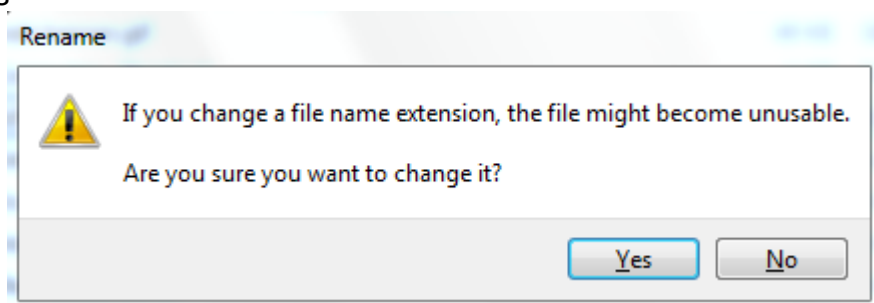 Rename
If you change a file name extension, the file might become unusable.
Are you sure you want to change it?
Yes
No